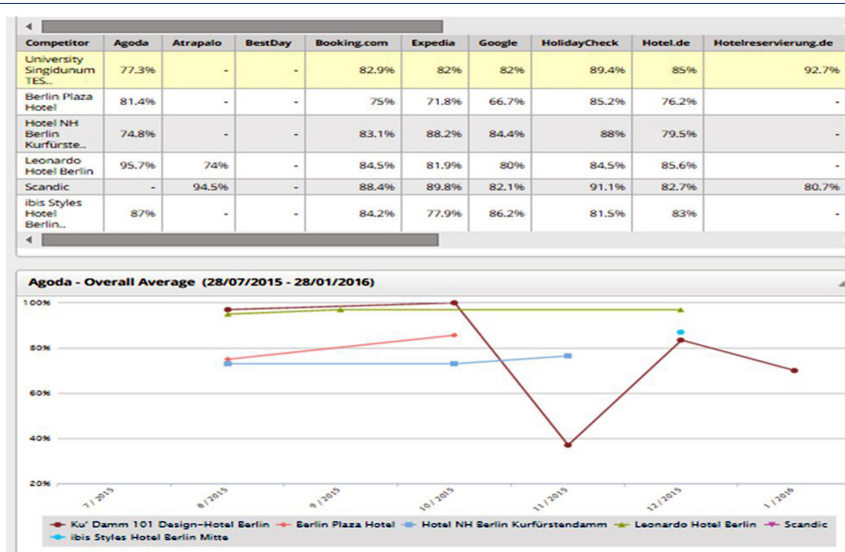 Competitor Agoda Atrapalo BestDay Booking.com Expedia Google HolidayCheck Hotel.de Hotelreservierung.de
University Singidunum TES.. 77.3% - - 82.9% 82% 82% 89.4% 85% 92.7%
Berlin Plaza Hotel 81.4% - - 75% 71.8% 66.7% 85.2% 76.2% -
Hotel NH Berlin Kurfürste.. 74.8% - - 83.1% 88.2% 84.4% 88% 79.5% -
Leonardo Hotel Berlin 95.7% 74% - 84.5% 81.9% 80% 84.5% 85.6% -
Scandic - 94.5% - 88.4% 89.8% 82.1% 91.1% 82.7% 80.7%
ibis Styles Hotel Berlin.. 87% - - 84.2% 77.9% 86.2% 81.5% 83% -
Agoda - Overall Average (28/07/2015 - 28/01/2016)
100%
80%
60%
40%
20%
7/2015 8/2015 9/2015 10/2015 11/2015 12/2015 1/2016
Ku' Damm 101 Design-Hotel Berlin Berlin Plaza Hotel Hotel NH Berlin Kurfürstendamm Leonardo Hotel Berlin Scandic
ibis Styles Hotel Berlin Mitte